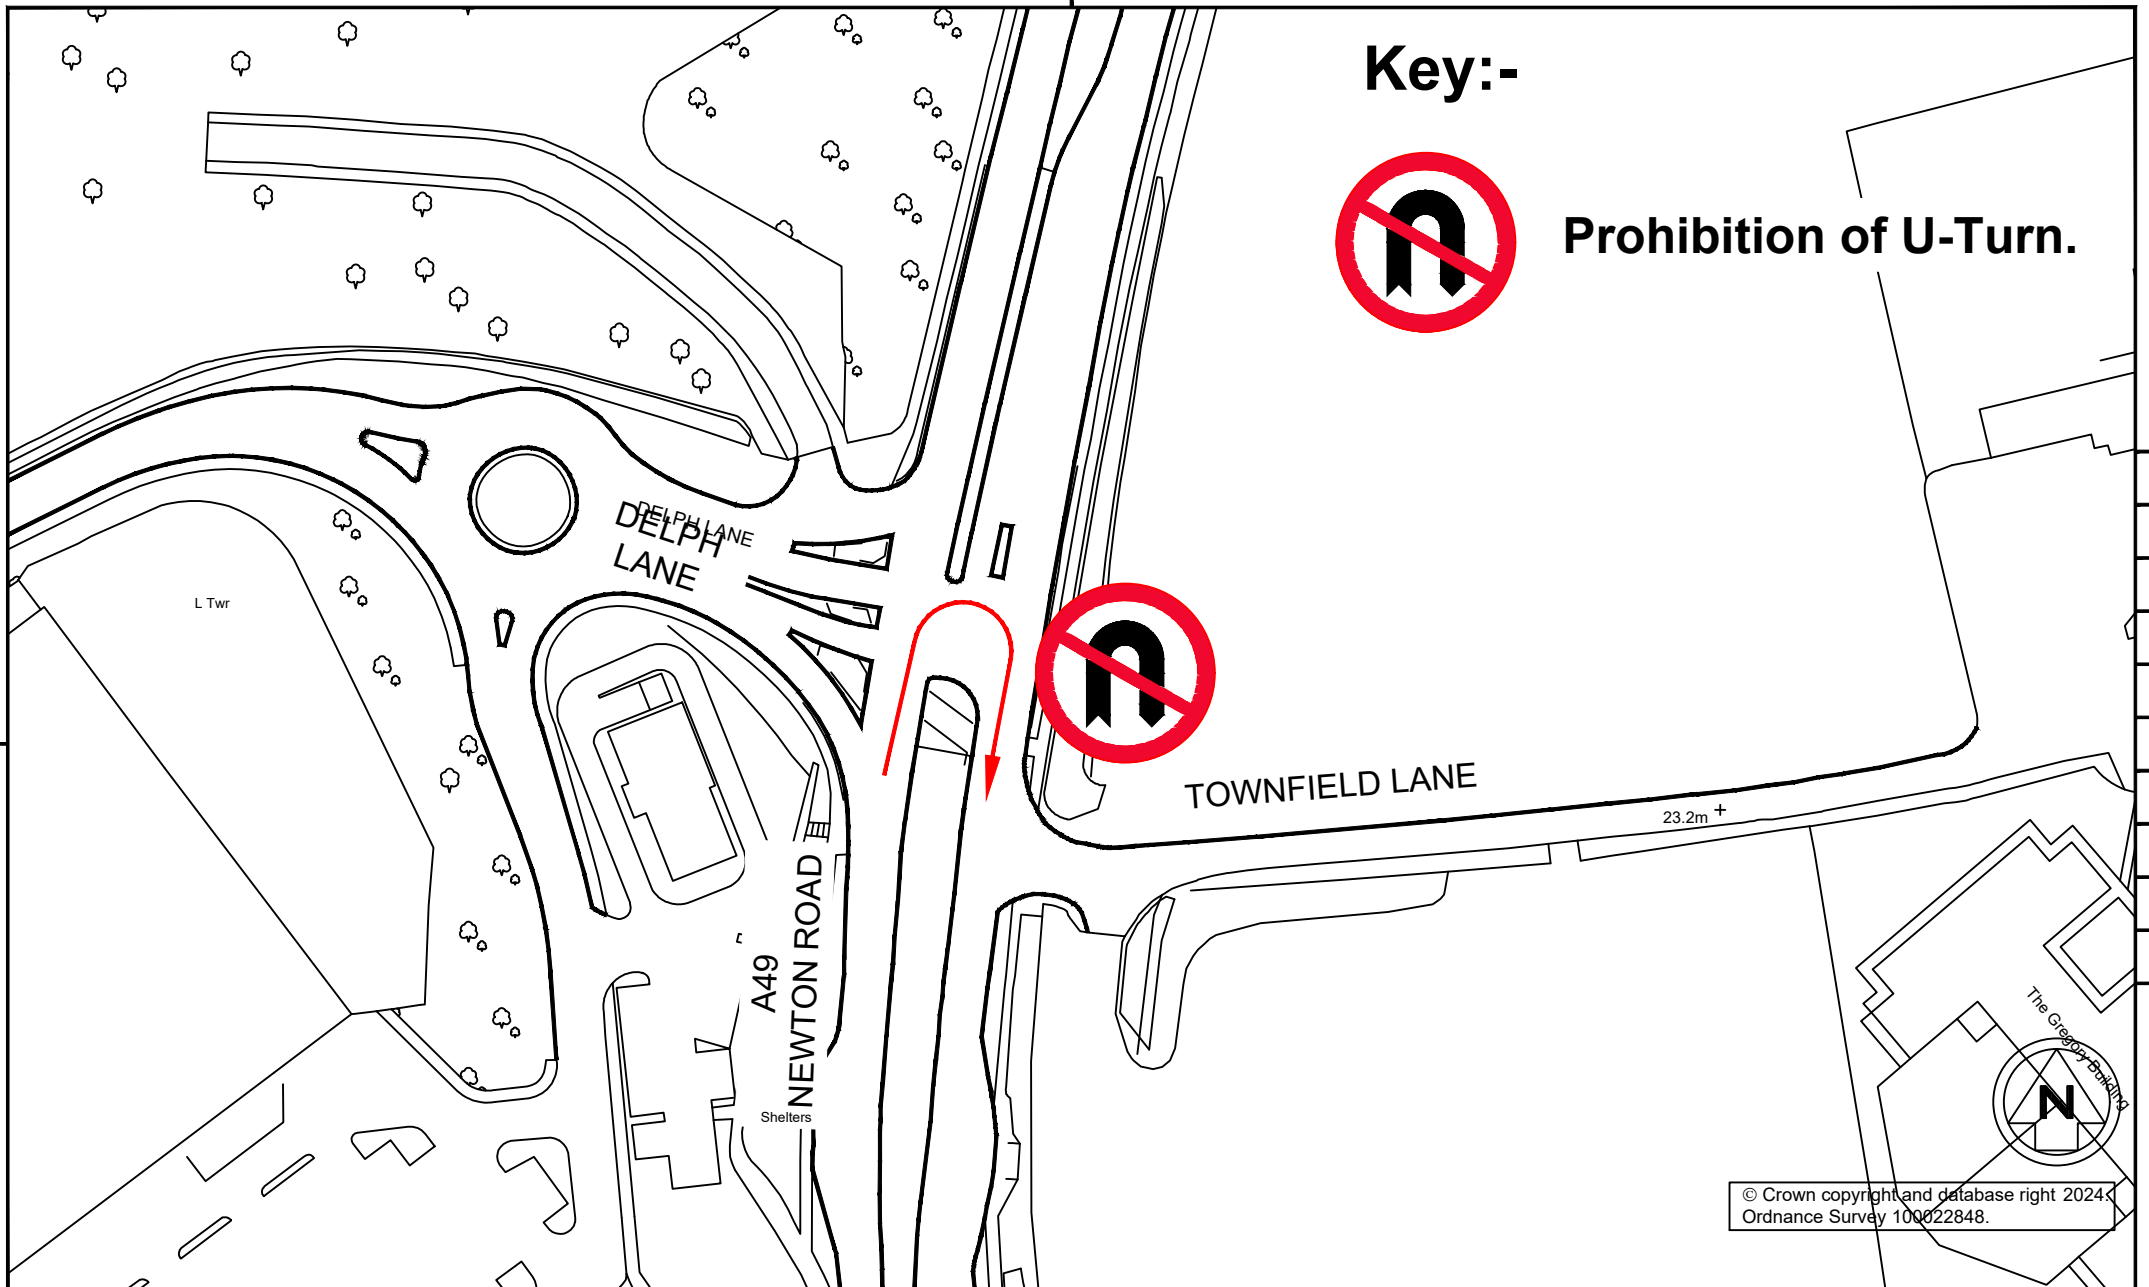 Key:-
Prohibition of U-Turn.
DELPH LANE
DELPH
LANE
L Twr
TOWNFIELD LANE
23.2m
A49
NEWTON ROAD
Shelters
The Gregory Building
N
© Crown copyright and database right 2024.
Ordnance Survey 100022848.